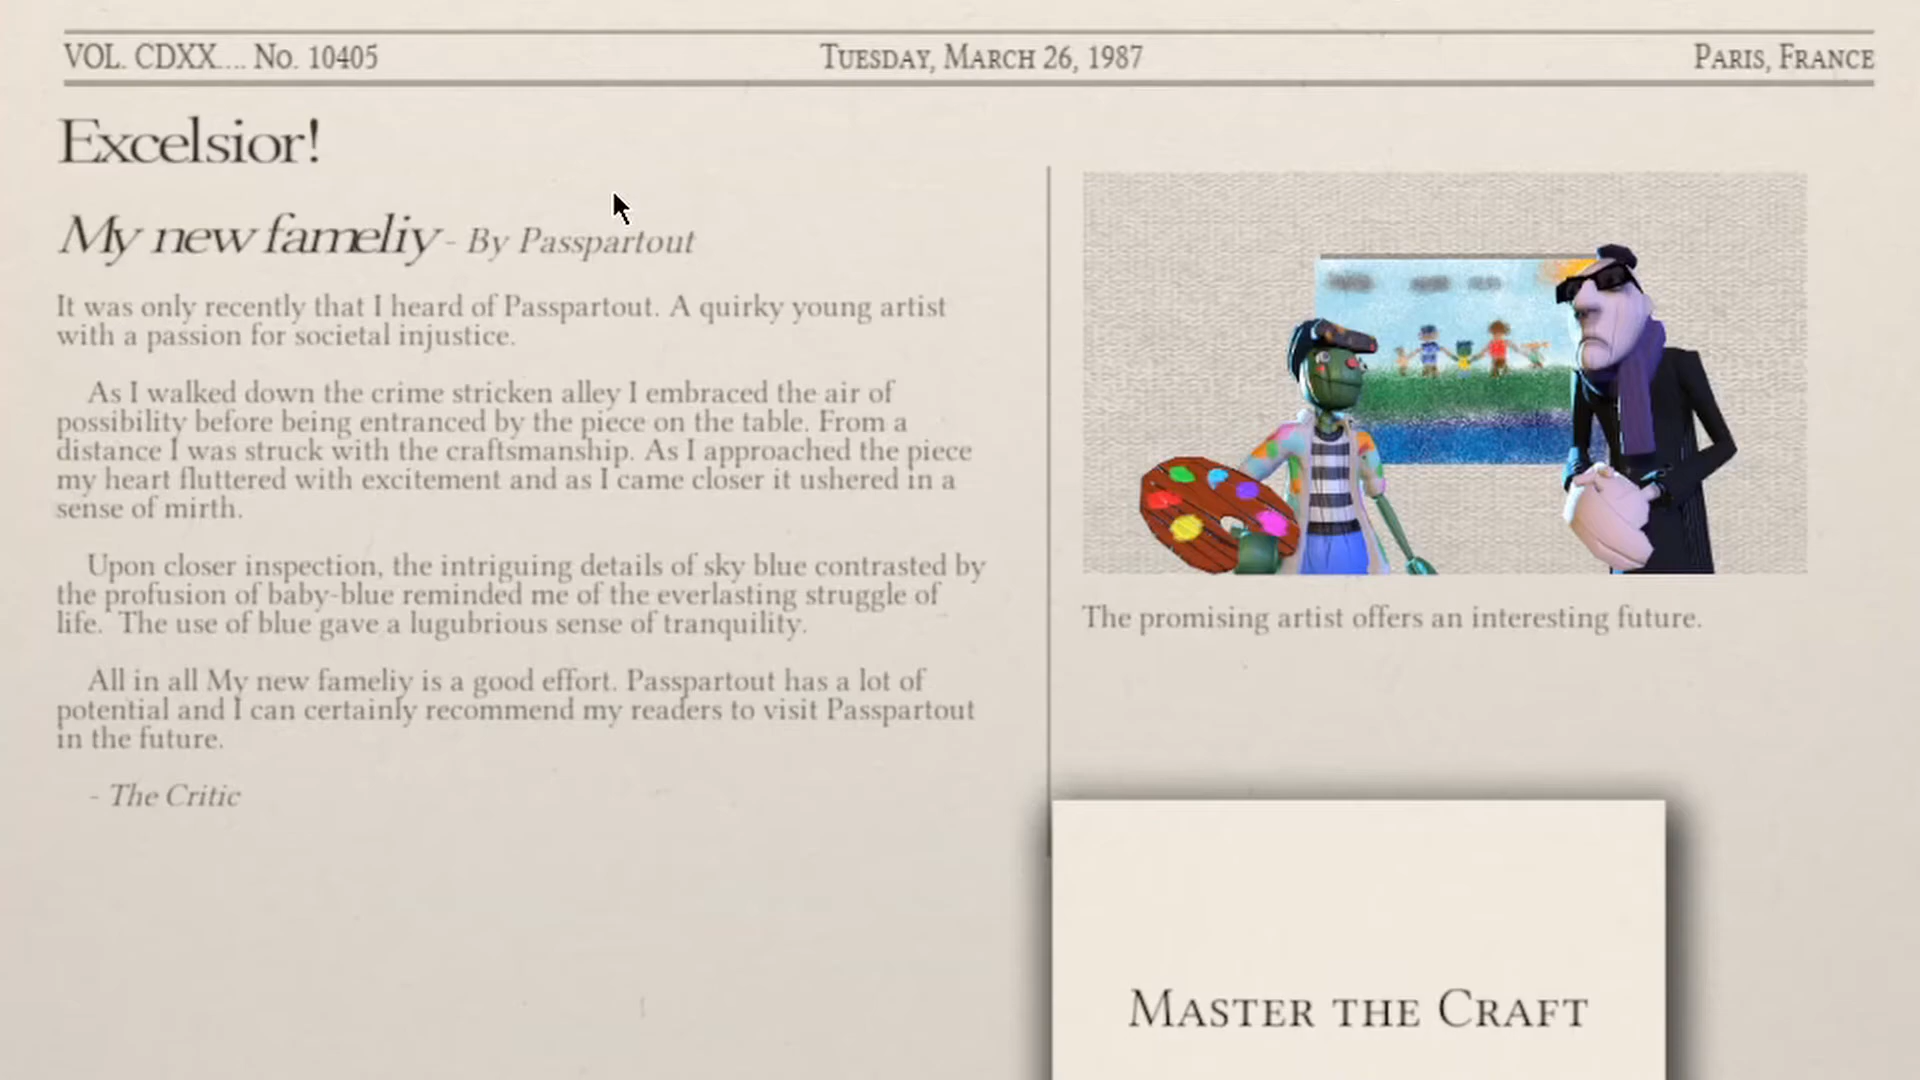 VOL. CDXX.... No. 10405
Tuesday, March 26, 1987
Paris, France
Excelsior!
My new fameliy - By Passpartout
It was only recently that I heard of Passpartout. A quirky young artist
with a passion for societal injustice.
As I walked down the crime stricken alley I embraced the air of
possibility before being entranced by the piece on the table. From a
distance I was struck with the craftsmanship. As I approached the piece
my heart fluttered with excitement and as I came closer it ushered in a
sense of mirth.
Upon closer inspection, the intriguing details of sky blue contrasted by
the profusion of baby-blue reminded me of the everlasting struggle of
life. The use of blue gave a lugubrious sense of tranquility.
All in all My new fameliy is a good effort. Passpartout has a lot of
potential and I can certainly recommend my readers to visit Passpartout
in the future.
- The Critic
The promising artist offers an interesting future.
Master the Craft